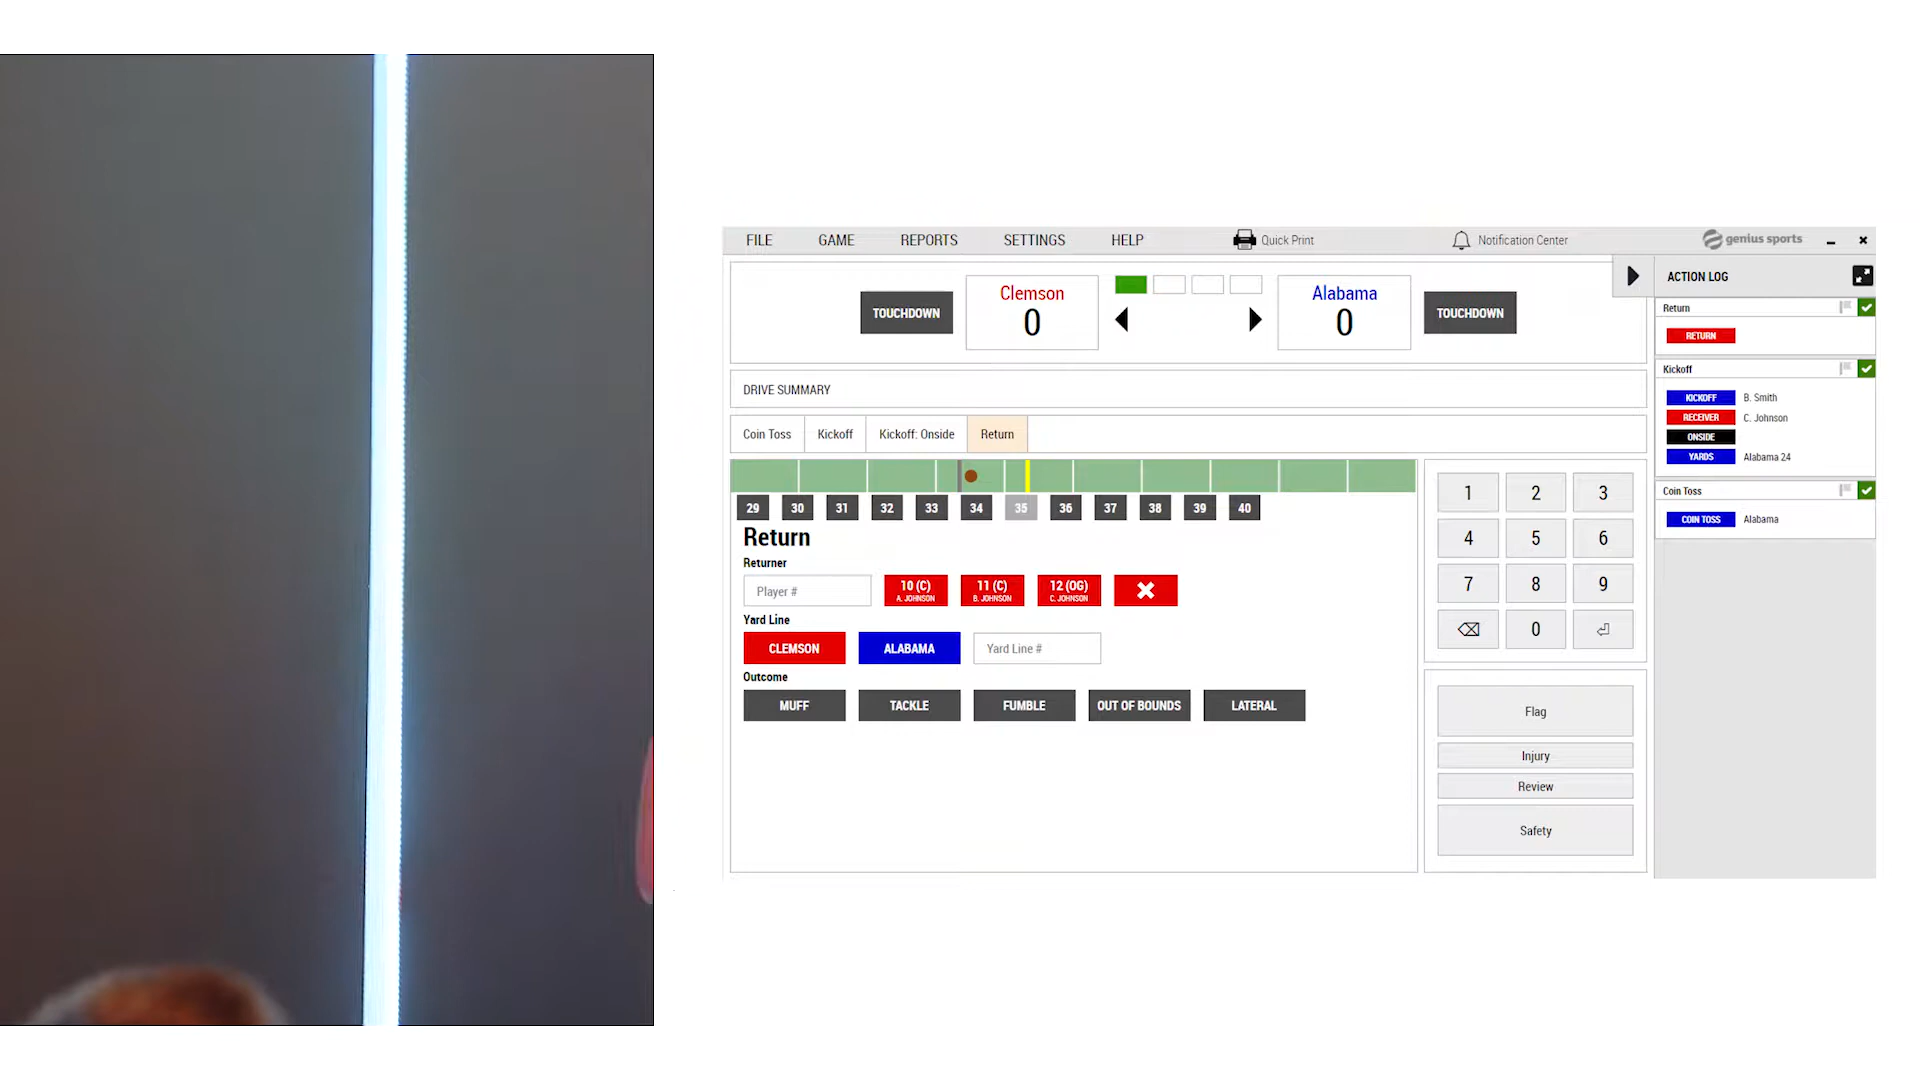 FILE GAME REPORTS SETTINGS HELP Quick Print Notification Center genius sports
TOUCHDOWN
Clemson
0
Alabama
0
TOUCHDOWN
DRIVE SUMMARY
Coin Toss Kickoff Kickoff: Onside Return
29 30 31 32 33 34 35 36 37 38 39 40
Return
Returner
Player #
10 (C)
A. JOHNSON
11 (C)
B. JOHNSON
12 (OG)
C. JOHNSON
Yard Line
CLEMSON ALABAMA Yard Line #
Outcome
MUFF TACKLE FUMBLE OUT OF BOUNDS LATERAL
1 2 3
4 5 6
7 8 9
0
Flag
Injury
Review
Safety
ACTION LOG
Return
RETURN
Kickoff
KICKOFF B. Smith
RECEIVER C. Johnson
ONSIDE
YARDS Alabama 24
Coin Toss
COIN TOSS Alabama